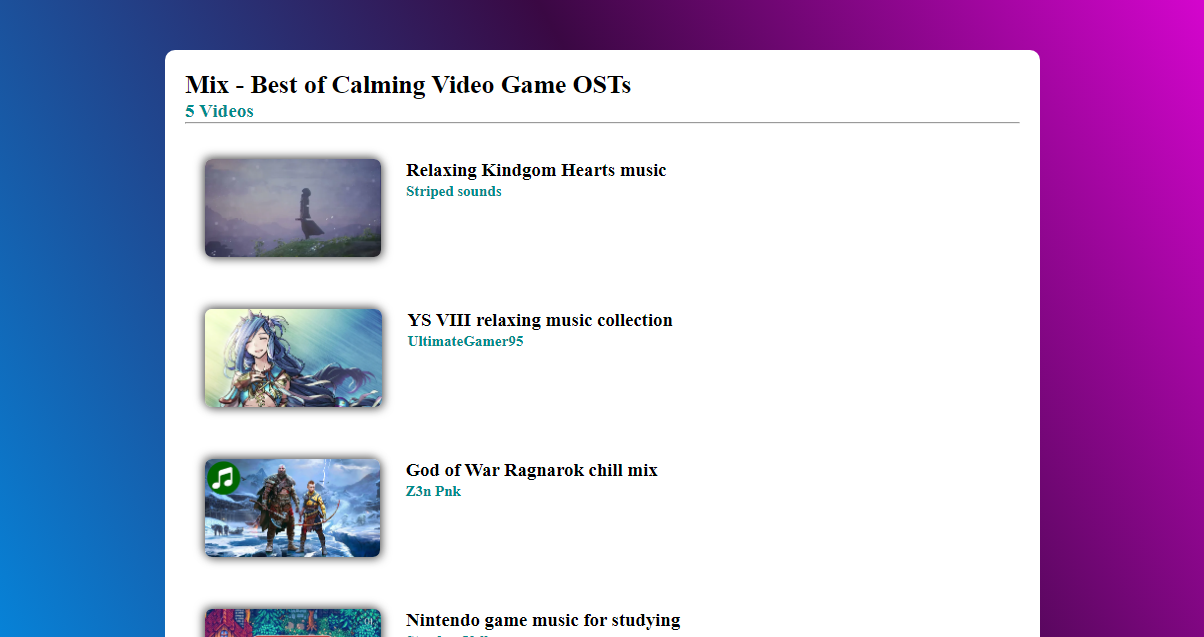 Mix - Best of Calming Video Game OSTs
5 Videos
Relaxing Kindgom Hearts music
Striped sounds
YS VIII relaxing music collection
UltimateGamer95
God of War Ragnarok chill mix
Z3n Pnk
Nintendo game music for studying